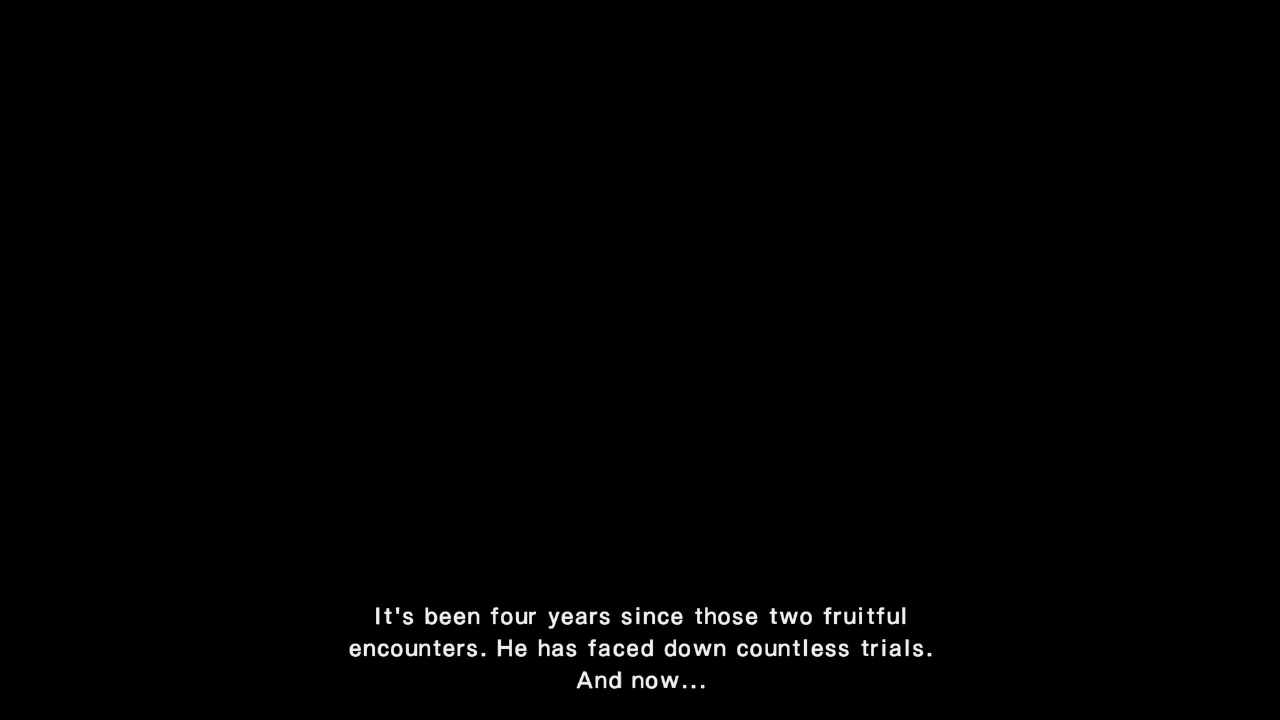 It's been four years since those two fruitful
encounters. He has faced down countless trials.
And now...